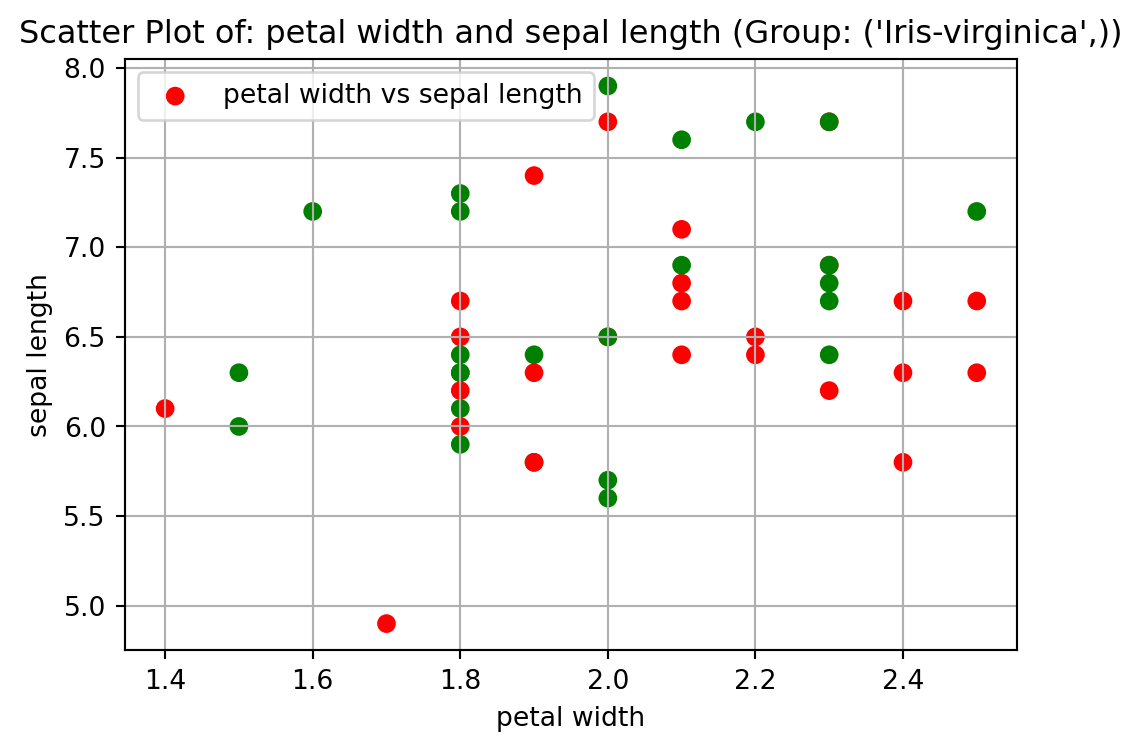 Scatter Plot of: petal width and sepal length (Group: ('Iris-virginica',))
petal width vs sepal length
sepal length
8.0
7.5
7.0
6.5
6.0
5.5
5.0
1.4 1.6 1.8 2.0 2.2 2.4
petal width